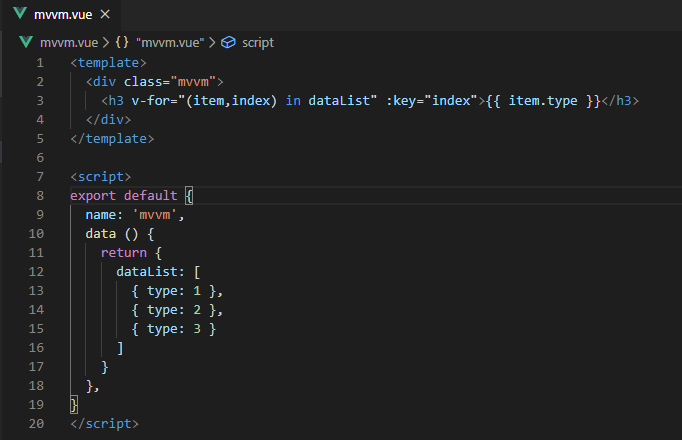 mvvm.vue ×
mvvm.vue > {} "mvvm.vue" > script
1 <template>
2   <div class="mvvm">
3     <h3 v-for="(item,index) in dataList" :key="index">{{ item.type }}</h3>
4   </div>
5 </template>
6
7 <script>
8 export default {
9   name: 'mvvm',
10   data () {
11     return {
12       dataList: [
13         { type: 1 },
14         { type: 2 },
15         { type: 3 }
16       ]
17     }
18   },
19 }
20 </script>